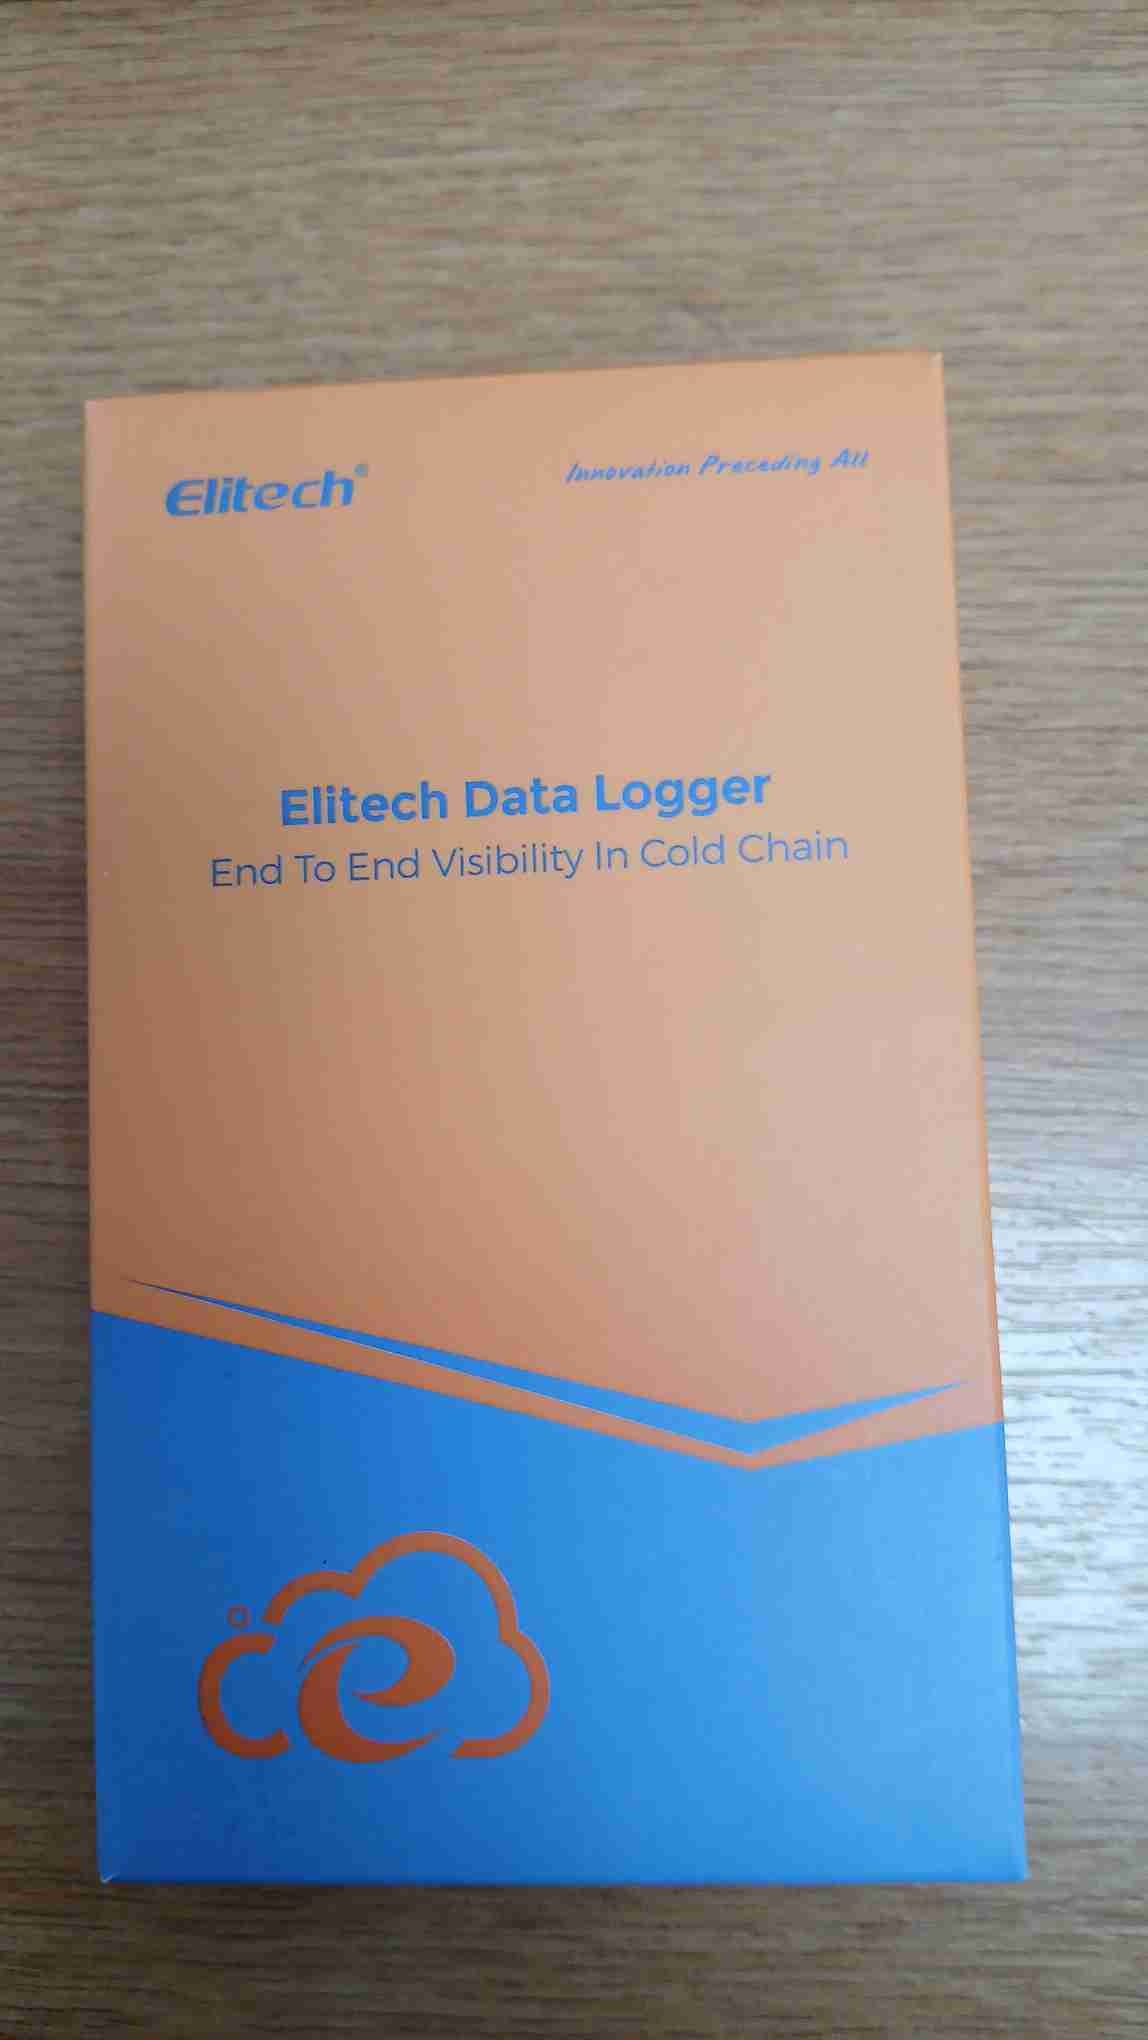 Elitech®
Innovation Preceding All
Elitech Data Logger
End To End Visibility In Cold Chain